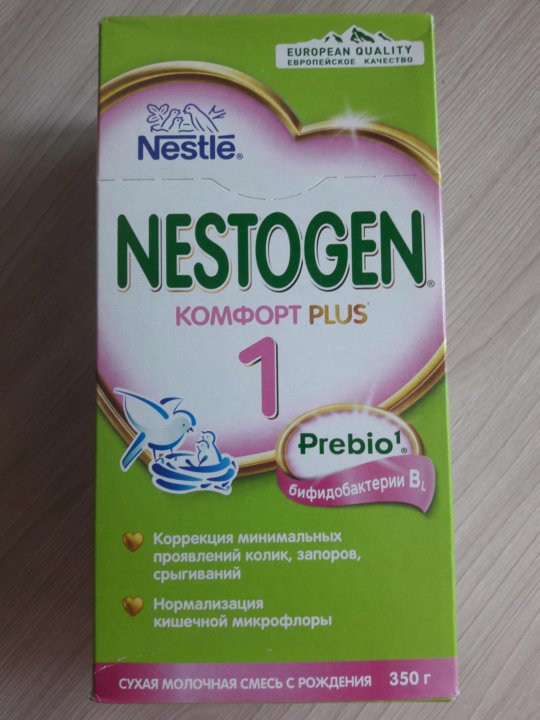 EUROPEAN QUALITY
ЕВРОПЕЙСКОЕ КАЧЕСТВО
Nestlé®
NESTOGEN®
КОМФОРТ PLUS
1
Prebio¹®
бифидобактерии BL
Коррекция минимальных
проявлений колик, запоров,
срыгиваний
Нормализация
кишечной микрофлоры
СУХАЯ МОЛОЧНАЯ СМЕСЬ С РОЖДЕНИЯ 350 г